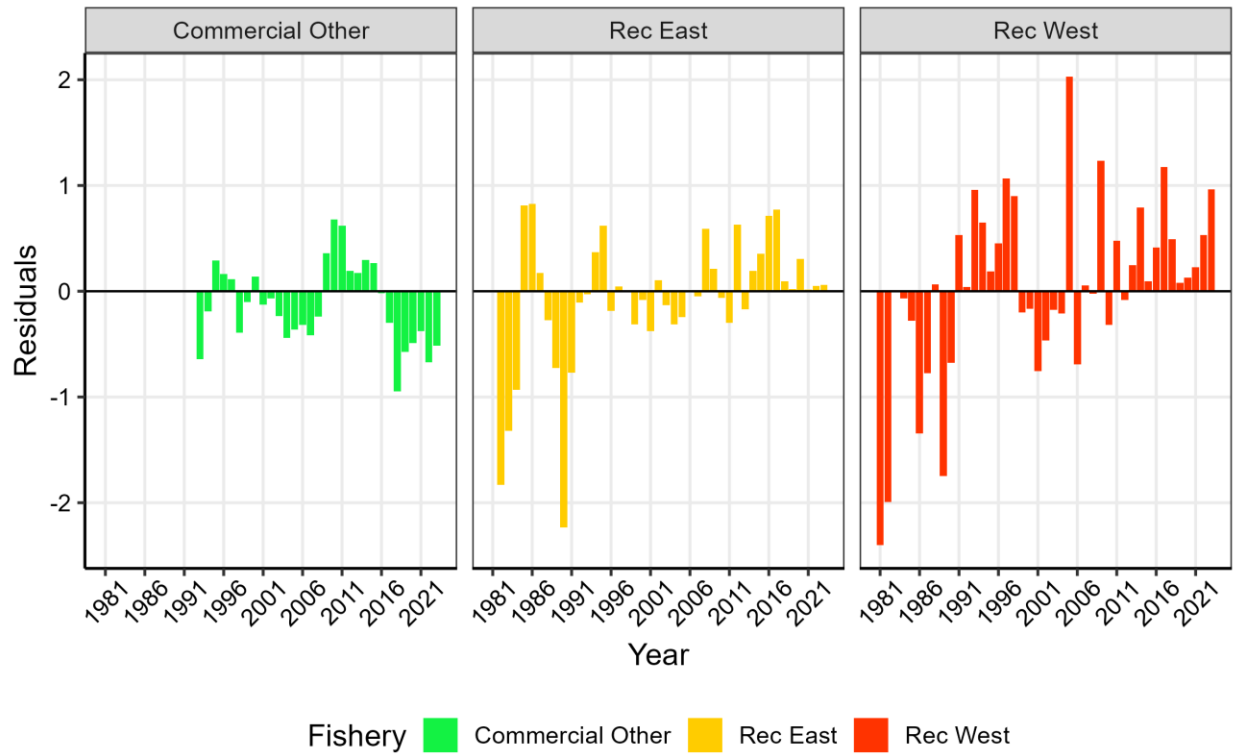 Commercial Other Rec East Rec West
2
1
0
-1
-2
Residuals
1981 1986 1991 1996 2001 2006 2011 2016 2021 1981 1986 1991 1996 2001 2006 2011 2016 2021 1981 1986 1991 1996 2001 2006 2011 2016 2021
Year
Fishery Commercial Other Rec East Rec West